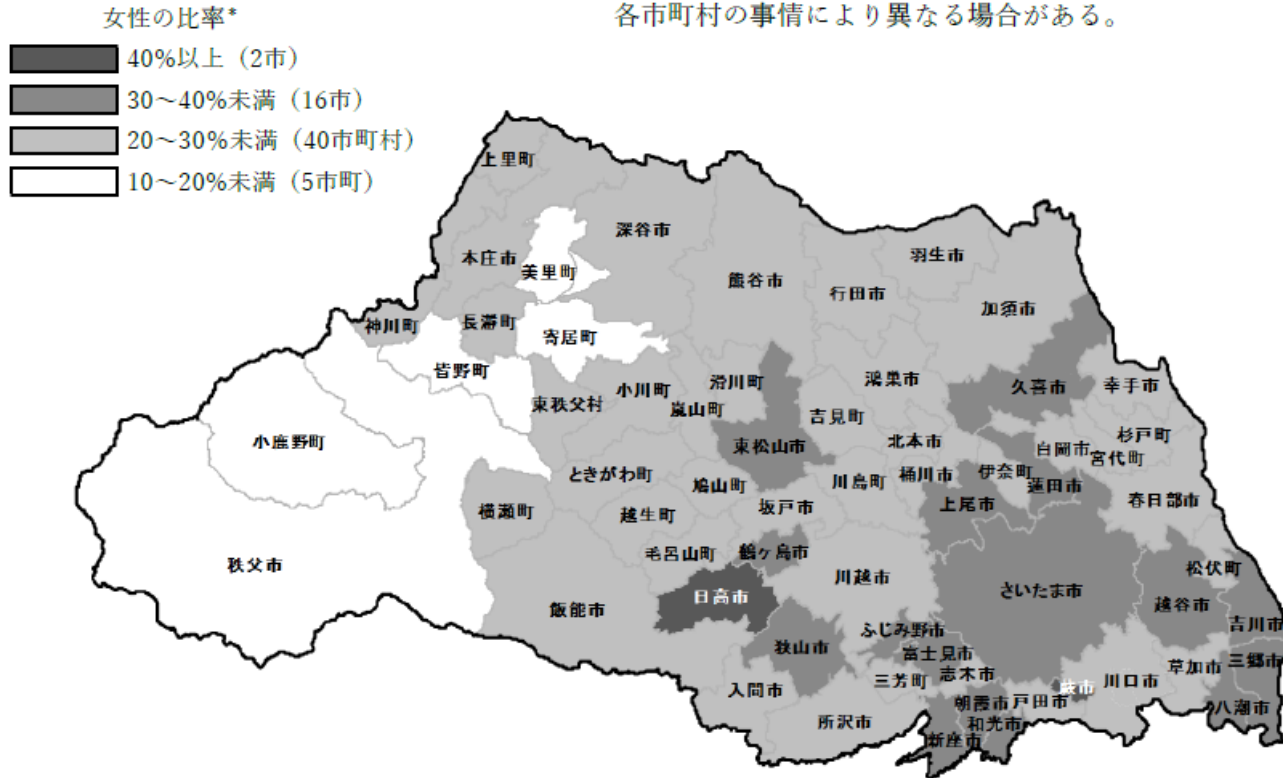 女性の比率*
各市町村の事情により異なる場合がある。
40%以上（2市）
30～40%未満（16市）
20～30%未満（40市町村）
10～20%未満（5市町）
上里町
深谷市
本庄市
美里町
熊谷市
行田市
羽生市
加須市
神川町
長瀞町
寄居町
皆野町
小川町
滑川町
鴻巣市
久喜市
幸手市
東秩父村
嵐山町
吉見町
小鹿野町
東松山市
北本市
白岡市
杉戸町
宮代町
ときがわ町
鳩山町
川島町
桶川市
伊奈町
蓮田市
横瀬町
越生町
坂戸市
上尾市
春日部市
毛呂山町
鶴ヶ島市
秩父市
川越市
さいたま市
松伏町
飯能市
日高市
越谷市
吉川市
ふじみ野市
狭山市
富士見市
三郷市
入間市
三芳町
志木市
蕨市
川口市
草加市
朝霞市
戸田市
八潮市
所沢市
和光市
新座市